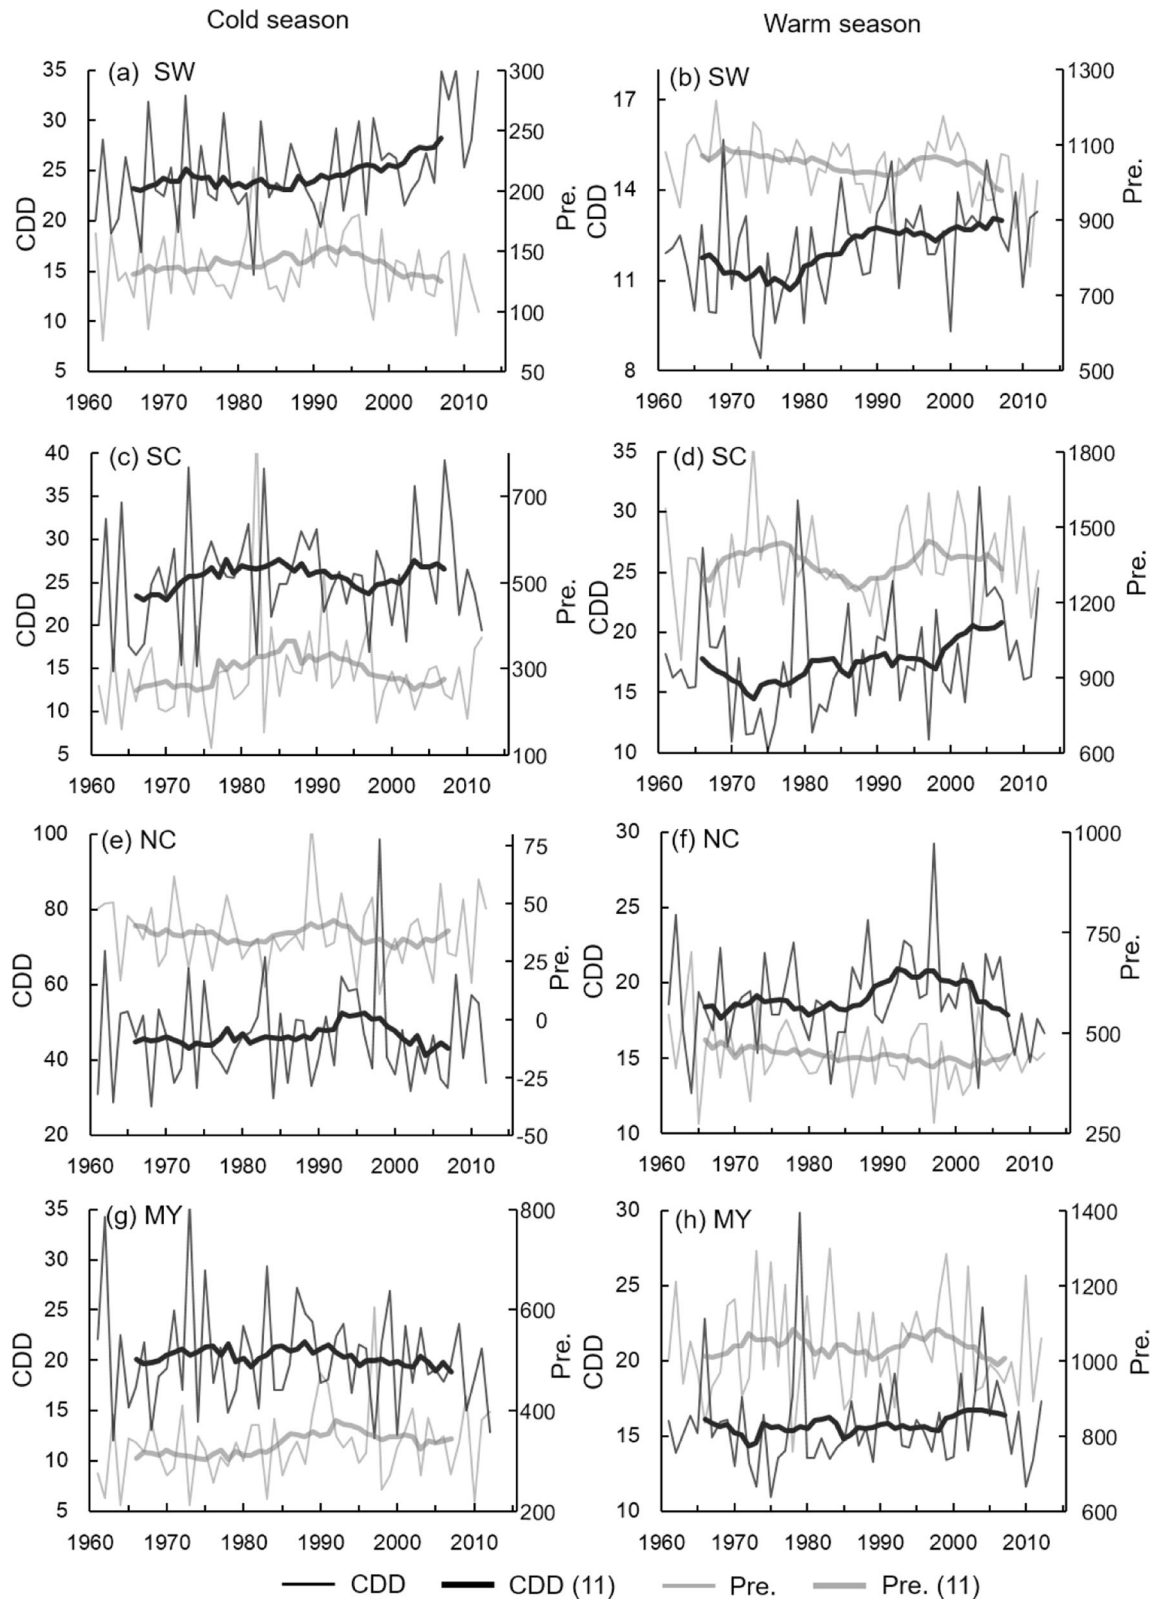 Cold season
Warm season
(a) SW
35
30
25
20
15
10
5
CDD
300
250
200
150
100
50
Pre.
1960 1970 1980 1990 2000 2010
(b) SW
17
14
11
8
CDD
1300
1100
900
700
500
Pre.
1960 1970 1980 1990 2000 2010
(c) SC
40
35
30
25
20
15
10
5
CDD
700
500
300
100
Pre.
1960 1970 1980 1990 2000 2010
(d) SC
35
30
25
20
15
10
CDD
1800
1500
1200
900
600
Pre.
1960 1970 1980 1990 2000 2010
(e) NC
100
80
60
40
20
CDD
75
50
25
0
-25
-50
Pre.
1960 1970 1980 1990 2000 2010
(f) NC
30
25
20
15
10
CDD
1000
750
500
250
Pre.
1960 1970 1980 1990 2000 2010
(g) MY
35
30
25
20
15
10
5
CDD
800
600
400
200
Pre.
1960 1970 1980 1990 2000 2010
(h) MY
30
25
20
15
10
CDD
1400
1200
1000
800
600
Pre.
1960 1970 1980 1990 2000 2010
CDD CDD (11) Pre. Pre. (11)